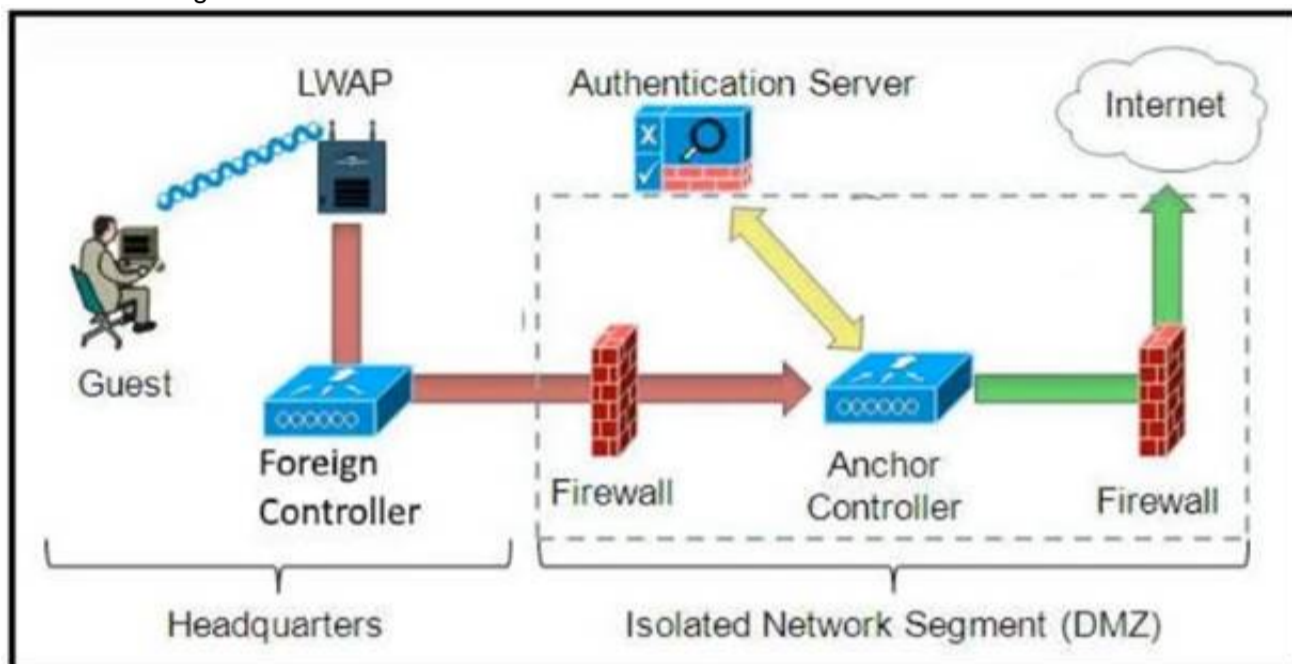 LWAP
Authentication Server
Internet
Guest
Foreign
Controller
Firewall
Anchor
Controller
Firewall
Headquarters
Isolated Network Segment (DMZ)